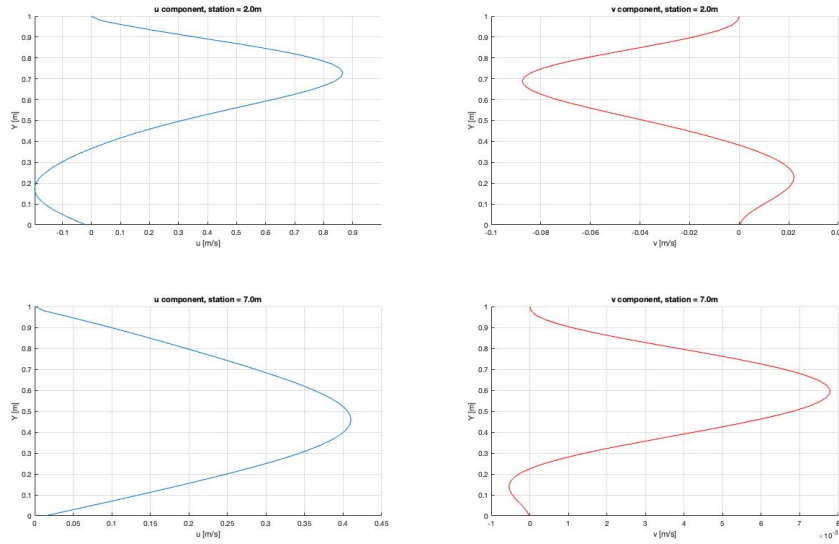 u component, station = 2.0m
Y [m]
1
0.9
0.8
0.7
0.6
0.5
0.4
0.3
0.2
0.1
0
-0.1 0 0.1 0.2 0.3 0.4 0.5 0.6 0.7 0.8 0.9
u [m/s]
v component, station = 2.0m
Y [m]
1
0.9
0.8
0.7
0.6
0.5
0.4
0.3
0.2
0.1
0
-0.1 -0.08 -0.06 -0.04 -0.02 0 0.02 0.04
v [m/s]
u component, station = 7.0m
Y [m]
1
0.9
0.8
0.7
0.6
0.5
0.4
0.3
0.2
0.1
0
0 0.05 0.1 0.15 0.2 0.25 0.3 0.35 0.4 0.45
u [m/s]
v component, station = 7.0m
Y [m]
1
0.9
0.8
0.7
0.6
0.5
0.4
0.3
0.2
0.1
0
-1 0 1 2 3 4 5 6 7 8
v [m/s]
×10⁻³